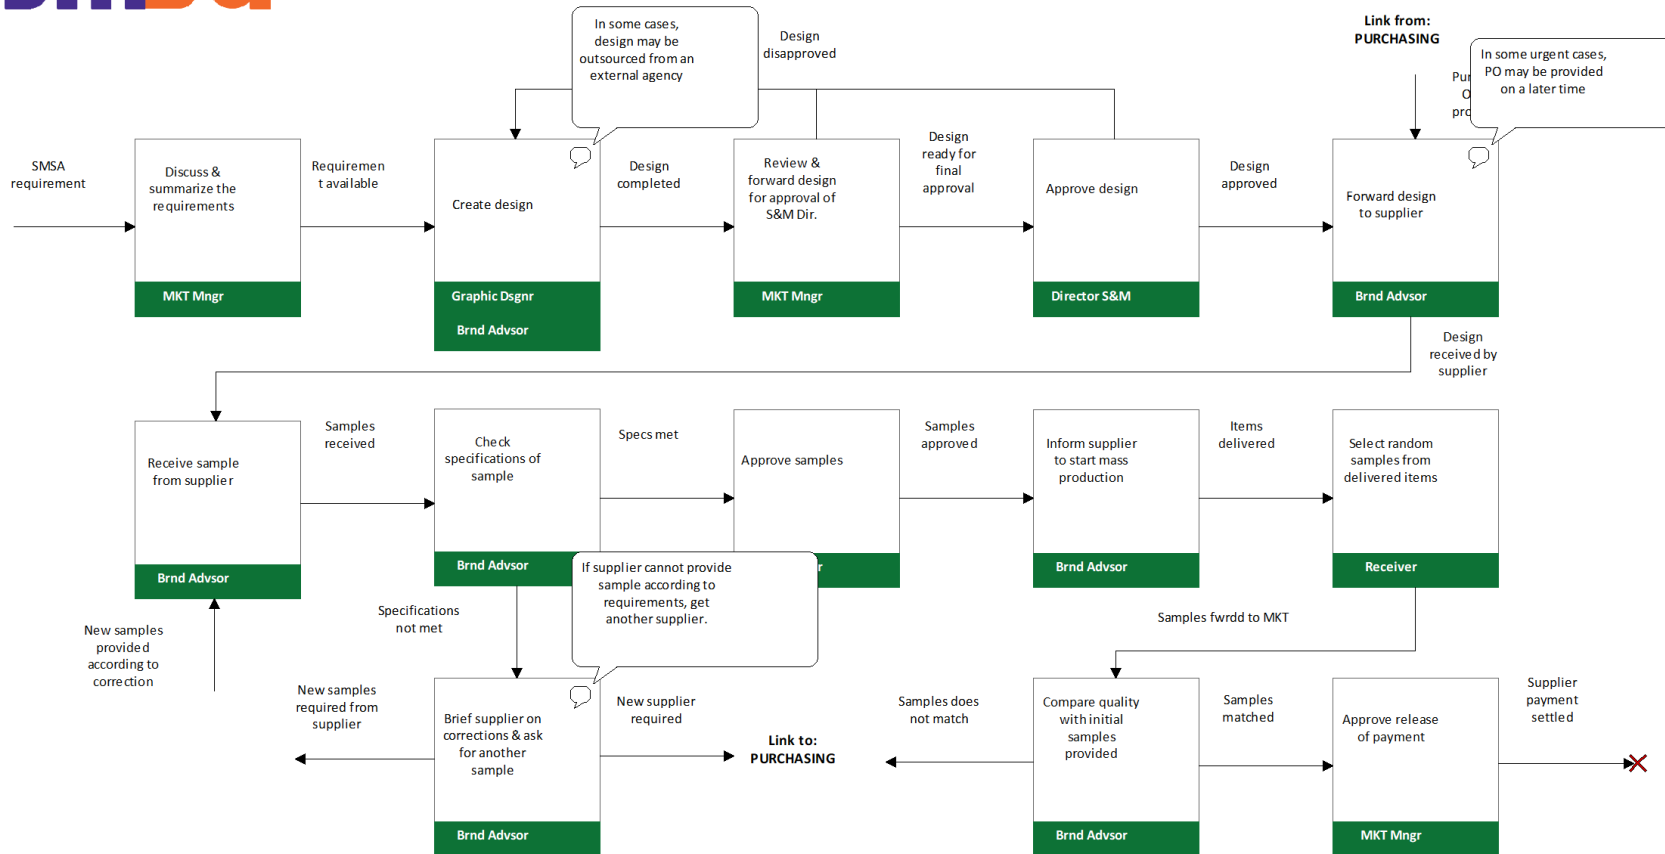 In some cases,
design may be
outsourced from an
external agency
Design
disapproved
Link from:
PURCHASING
In some urgent cases,
PO may be provided
on a later time
SMSA
requirement
Discuss &
summarize the
requirements
MKT Mngr
Requiremen
t available
Create design
Graphic Dsgnr
Brnd Advsor
Design
completed
Review &
forward design
for approval of
S&M Dir.
MKT Mngr
Design
ready for
final
approval
Approve design
Director S&M
Design
approved
Forward design
to supplier
Brnd Advsor
Design
received by
supplier
Receive sample
from supplier
Brnd Advsor
Samples
received
Check
specifications of
sample
Brnd Advsor
Specs met
Approve samples
Samples
approved
Inform supplier
to start mass
production
Brnd Advsor
Items
delivered
Select random
samples from
delivered items
Receiver
If supplier cannot provide
sample according to
requirements, get
another supplier.
Specifications
not met
Samples fwrdd to MKT
New samples
provided
according to
correction
New samples
required from
supplier
Brief supplier on
corrections & ask
for another
sample
Brnd Advsor
New supplier
required
Link to:
PURCHASING
Samples does
not match
Compare quality
with initial
samples
provided
Brnd Advsor
Samples
matched
Approve release
of payment
MKT Mngr
Supplier
payment
settled